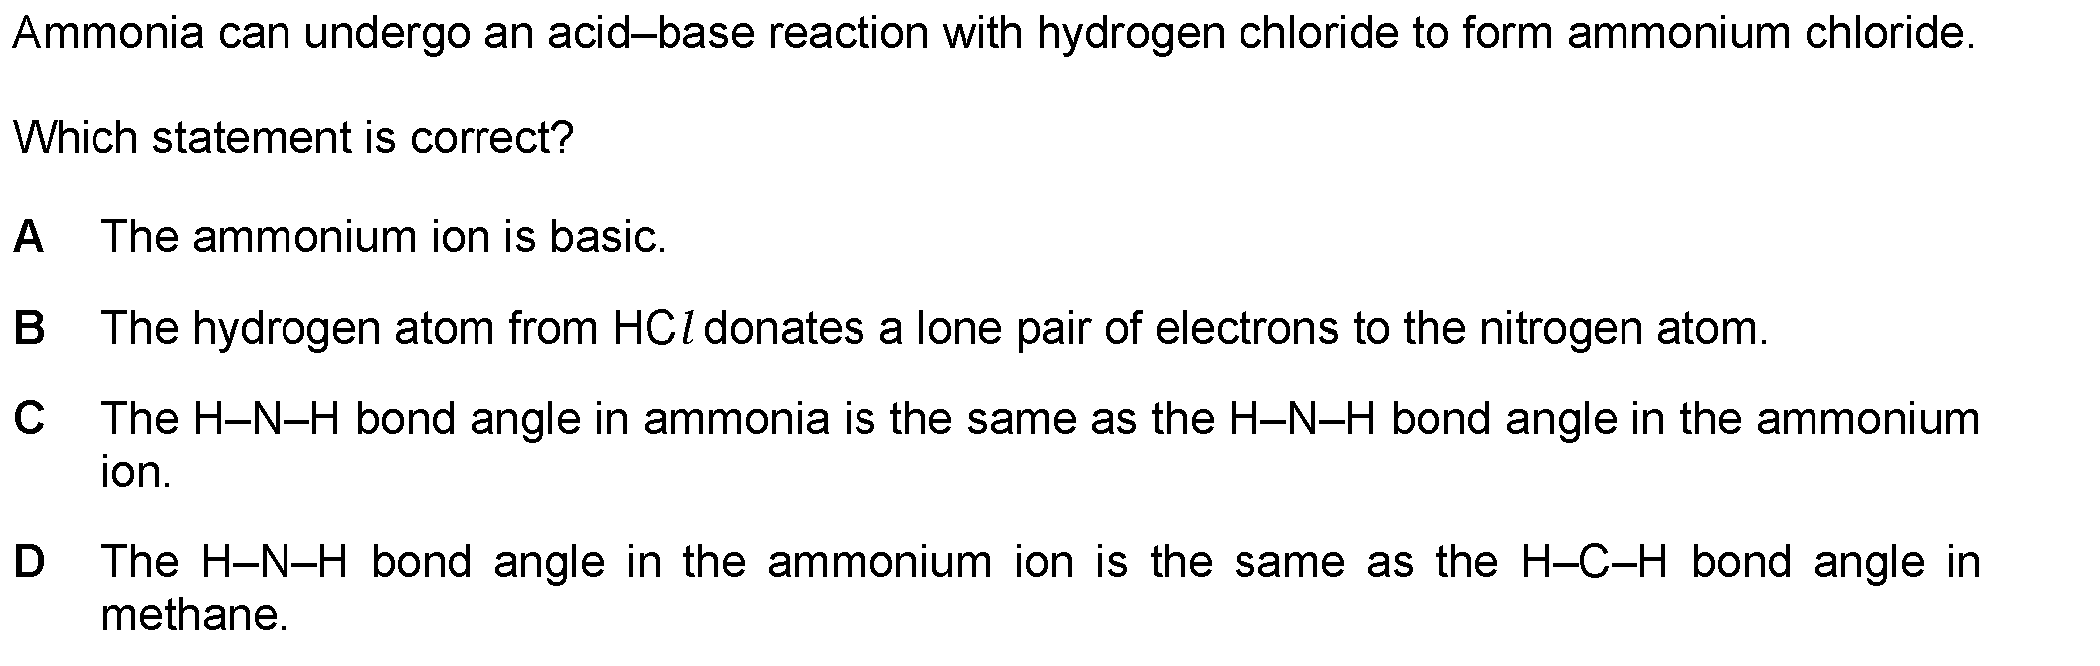 Ammonia can undergo an acid–base reaction with hydrogen chloride to form ammonium chloride.
Which statement is correct?
A The ammonium ion is basic.
B The hydrogen atom from HCl donates a lone pair of electrons to the nitrogen atom.
C The H–N–H bond angle in ammonia is the same as the H–N–H bond angle in the ammonium
ion.
D The H–N–H bond angle in the ammonium ion is the same as the H–C–H bond angle in
methane.